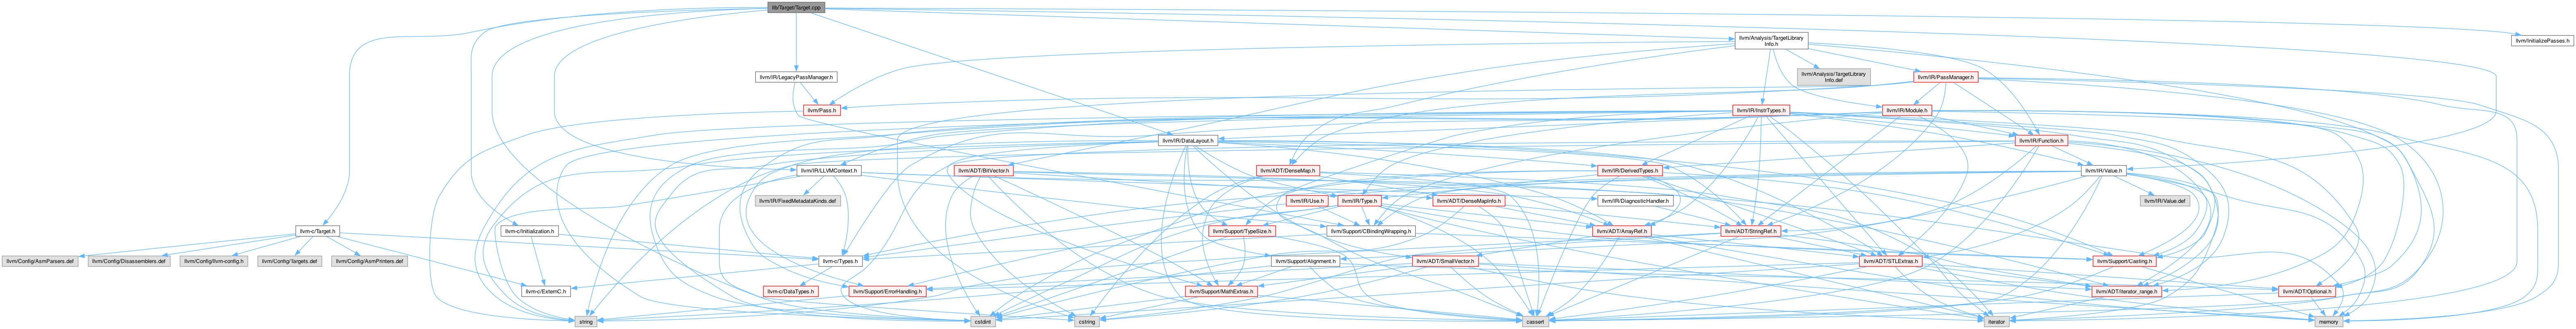 lib/Target/Target.cpp
llvm/Analysis/TargetLibrary
Info.h
llvm/InitializePasses.h
llvm/IR/LegacyPassManager.h
llvm/Analysis/TargetLibrary
Info.def
llvm/IR/PassManager.h
llvm/Pass.h
llvm/IR/InstrTypes.h
llvm/IR/Module.h
llvm/IR/DataLayout.h
llvm/IR/Function.h
llvm/IR/LLVMContext.h
llvm/ADT/BitVector.h
llvm/ADT/DenseMap.h
llvm/IR/DerivedTypes.h
llvm/IR/Value.h
llvm/IR/FixedMetadataKinds.def
llvm/IR/Use.h
llvm/IR/Type.h
llvm/ADT/DenseMapInfo.h
llvm/IR/DiagnosticHandler.h
llvm/IR/Value.def
llvm-c/Target.h
llvm-c/Initialization.h
llvm/Support/TypeSize.h
llvm/Support/CBindingWrapping.h
llvm/ADT/ArrayRef.h
llvm/ADT/StringRef.h
llvm/Config/AsmParsers.def
llvm/Config/Disassemblers.def
llvm/Config/llvm-config.h
llvm/Config/Targets.def
llvm/Config/AsmPrinters.def
llvm-c/Types.h
llvm/Support/Alignment.h
llvm/ADT/SmallVector.h
llvm/ADT/STLExtras.h
llvm/Support/Casting.h
llvm-c/ExternC.h
llvm-c/DataTypes.h
llvm/Support/ErrorHandling.h
llvm/Support/MathExtras.h
llvm/ADT/iterator_range.h
llvm/ADT/Optional.h
string
cstdint
cstring
cassert
iterator
memory